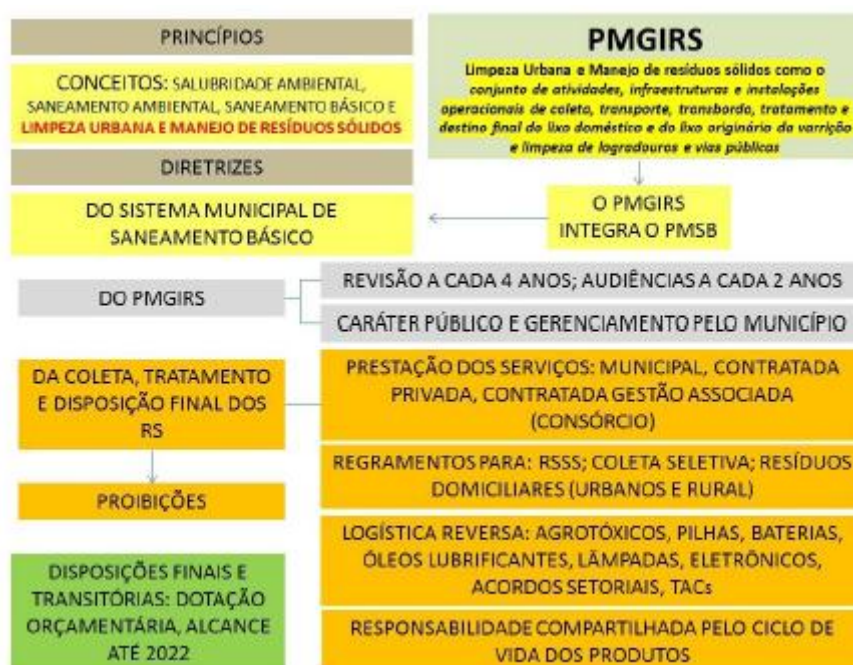 PRINCÍPIOS
CONCEITOS: SALUBRIDADE AMBIENTAL,
SANEAMENTO AMBIENTAL, SANEAMENTO BÁSICO E
LIMPEZA URBANA E MANEJO DE RESÍDUOS SÓLIDOS
DIRETRIZES
DO SISTEMA MUNICIPAL DE
SANEAMENTO BÁSICO
PMGIRS
Limpeza Urbana e Manejo de resíduos sólidos como o
conjunto de atividades, infraestruturas e instalações
operacionais de coleta, transporte, transbordo, tratamento e
destino final do lixo doméstico e do lixo originário da varrição
e limpeza de logradouros e vias públicas
O PMGIRS
INTEGRA O PMSB
DO PMGIRS
REVISÃO A CADA 4 ANOS; AUDIÊNCIAS A CADA 2 ANOS
CARÁTER PÚBLICO E GERENCIAMENTO PELO MUNICÍPIO
DA COLETA, TRATAMENTO
E DISPOSIÇÃO FINAL DOS
RS
PROIBIÇÕES
PRESTAÇÃO DOS SERVIÇOS: MUNICIPAL, CONTRATADA
PRIVADA, CONTRATADA GESTÃO ASSOCIADA
(CONSÓRCIO)
REGRAMENTOS PARA: RSSS; COLETA SELETIVA; RESÍDUOS
DOMICILIARES (URBANOS E RURAL)
LOGÍSTICA REVERSA: AGROTÓXICOS, PILHAS, BATERIAS,
ÓLEOS LUBRIFICANTES, LÂMPADAS, ELETRÔNICOS,
ACORDOS SETORIAIS, TACs
RESPONSABILIDADE COMPARTILHADA PELO CICLO DE
VIDA DOS PRODUTOS
DISPOSIÇÕES FINAIS E
TRANSITÓRIAS: DOTAÇÃO
ORÇAMENTÁRIA, ALCANCE
ATÉ 2022